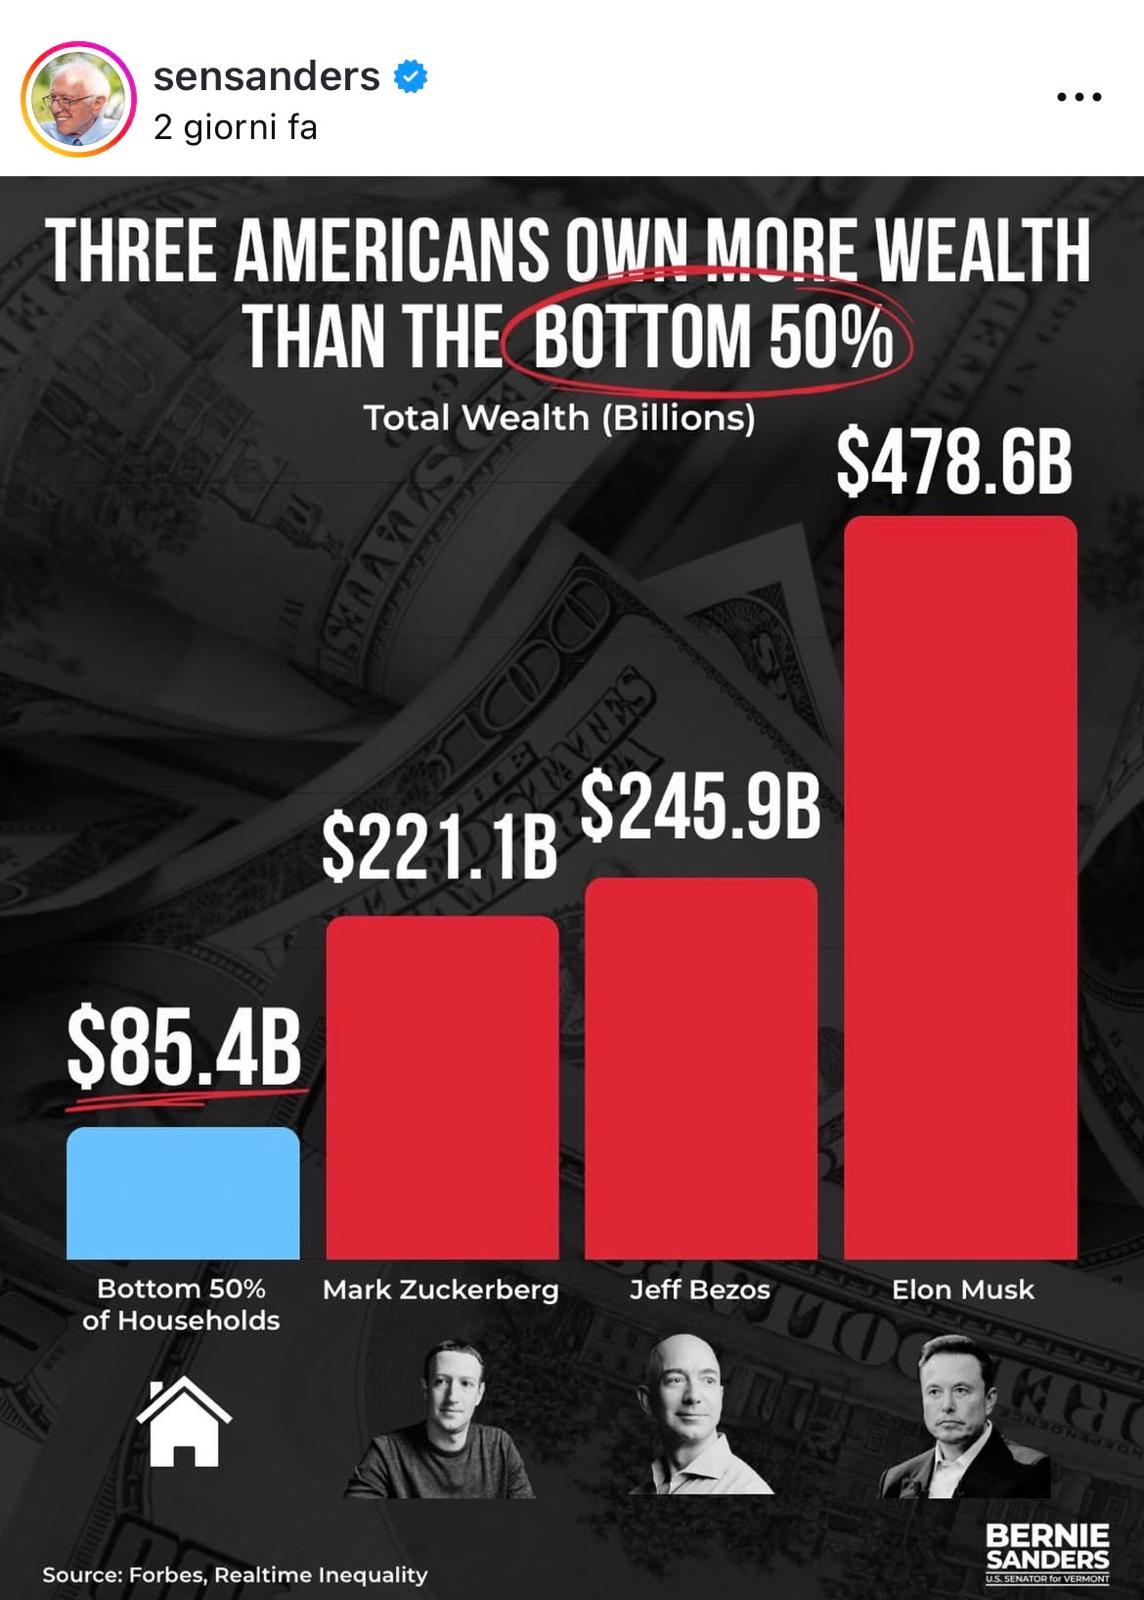 sensanders
2 giorni fa
THREE AMERICANS OWN MORE WEALTH
THAN THE BOTTOM 50%
Total Wealth (Billions)
$478.6B
$245.9B
$221.1B
$85.4B
Bottom 50%
of Households
Mark Zuckerberg
Jeff Bezos
Elon Musk
BERNIE
SANDERS
U.S. SENATOR for VERMONT
Source: Forbes, Realtime Inequality